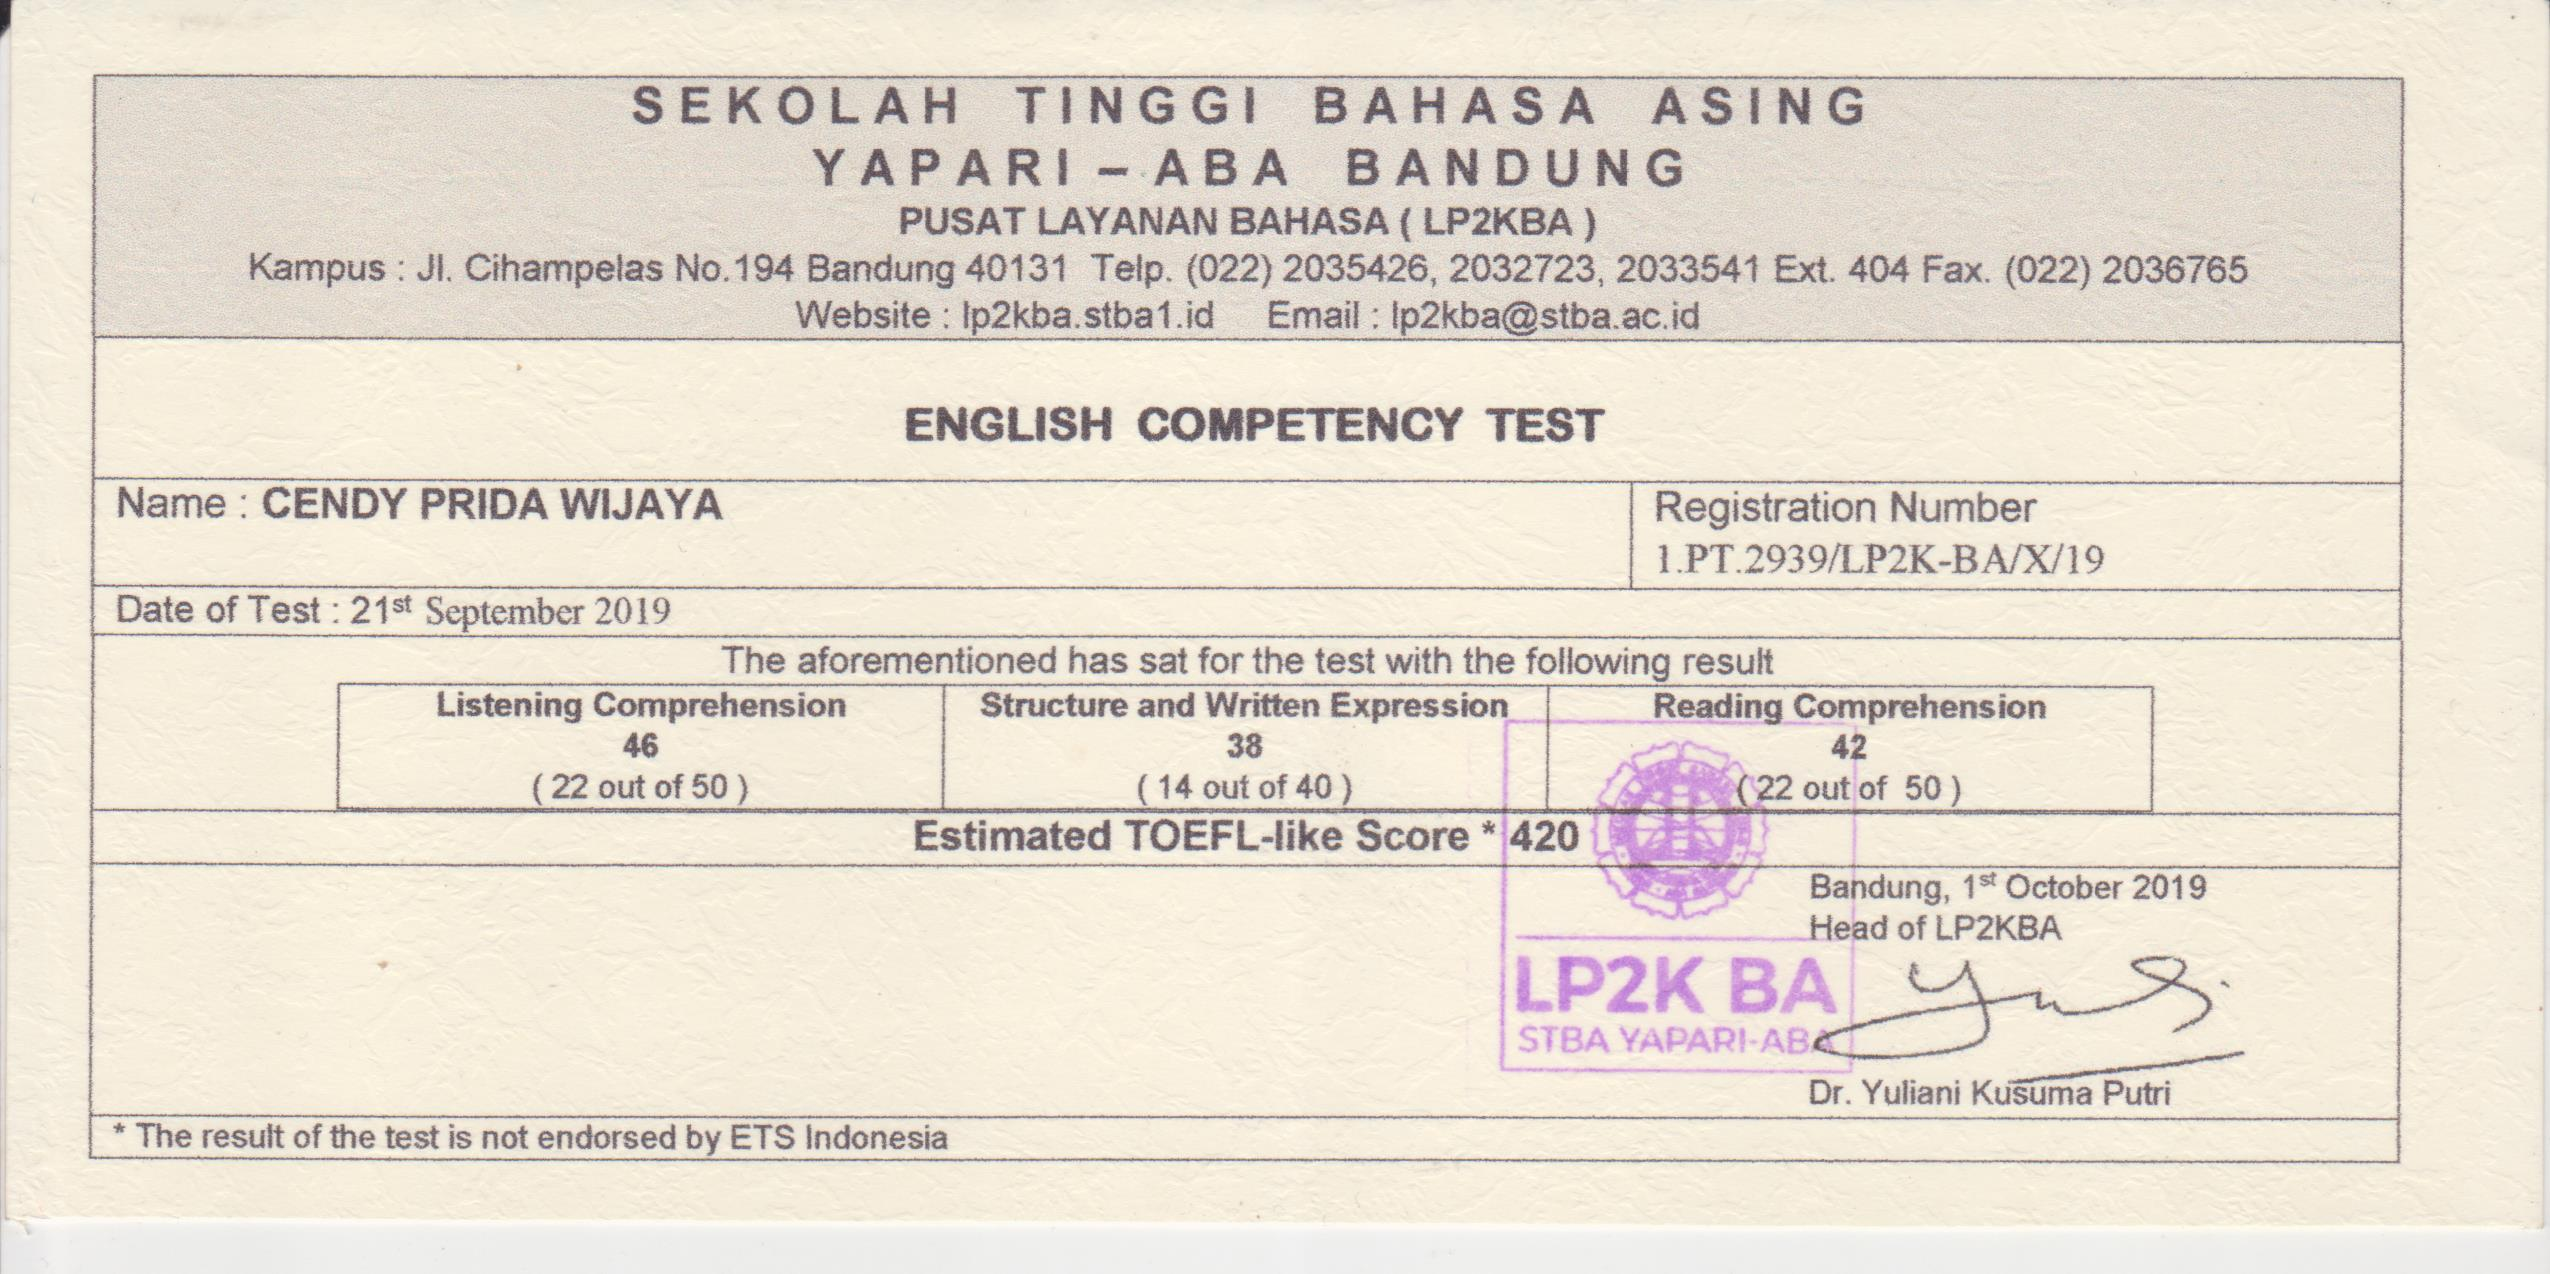 SEKOLAH TINGGI BAHASA ASING
YAPARI – ABA BANDUNG
PUSAT LAYANAN BAHASA ( LP2KBA )
Kampus : Jl. Cihampelas No.194 Bandung 40131 Telp. (022) 2035426, 2032723, 2033541 Ext. 404 Fax. (022) 2036765
Website : lp2kba.stba1.id Email : lp2kba@stba.ac.id
ENGLISH COMPETENCY TEST
Name : CENDY PRIDA WIJAYA
Registration Number
1.PT.2939/LP2K-BA/X/19
Date of Test : 21st September 2019
The aforementioned has sat for the test with the following result
Listening Comprehension
46
( 22 out of 50 )
Structure and Written Expression
38
( 14 out of 40 )
Reading Comprehension
42
( 22 out of 50 )
Estimated TOEFL-like Score * 420
Bandung, 1st October 2019
Head of LP2KBA
LP2K BA
STBA YAPARI-ABA
Dr. Yuliani Kusuma Putri
* The result of the test is not endorsed by ETS Indonesia